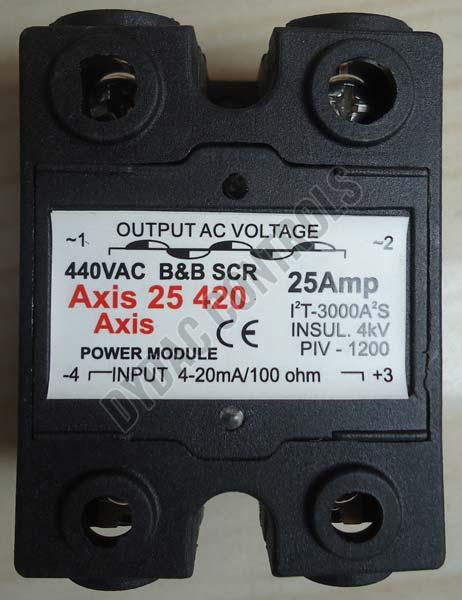 OUTPUT AC VOLTAGE
~1 ~2
440VAC B&B SCR 25Amp
Axis 25 420 I²T-3000A²S
Axis CE INSUL. 4kV
POWER MODULE PIV - 1200
-4 INPUT 4-20mA/100 ohm +3
DYDAC CONTROLS